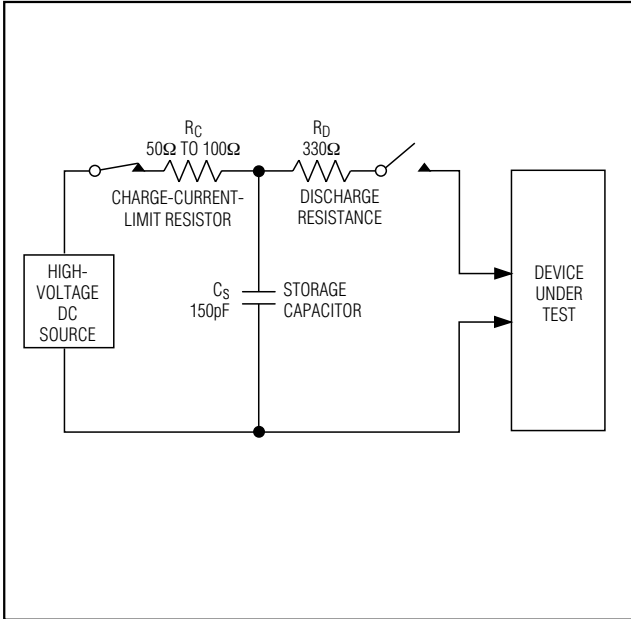 R_C
50Ω TO 100Ω
CHARGE-CURRENT-
LIMIT RESISTOR
R_D
330Ω
DISCHARGE
RESISTANCE
HIGH-
VOLTAGE
DC
SOURCE
C_S
150pF
STORAGE
CAPACITOR
DEVICE
UNDER
TEST